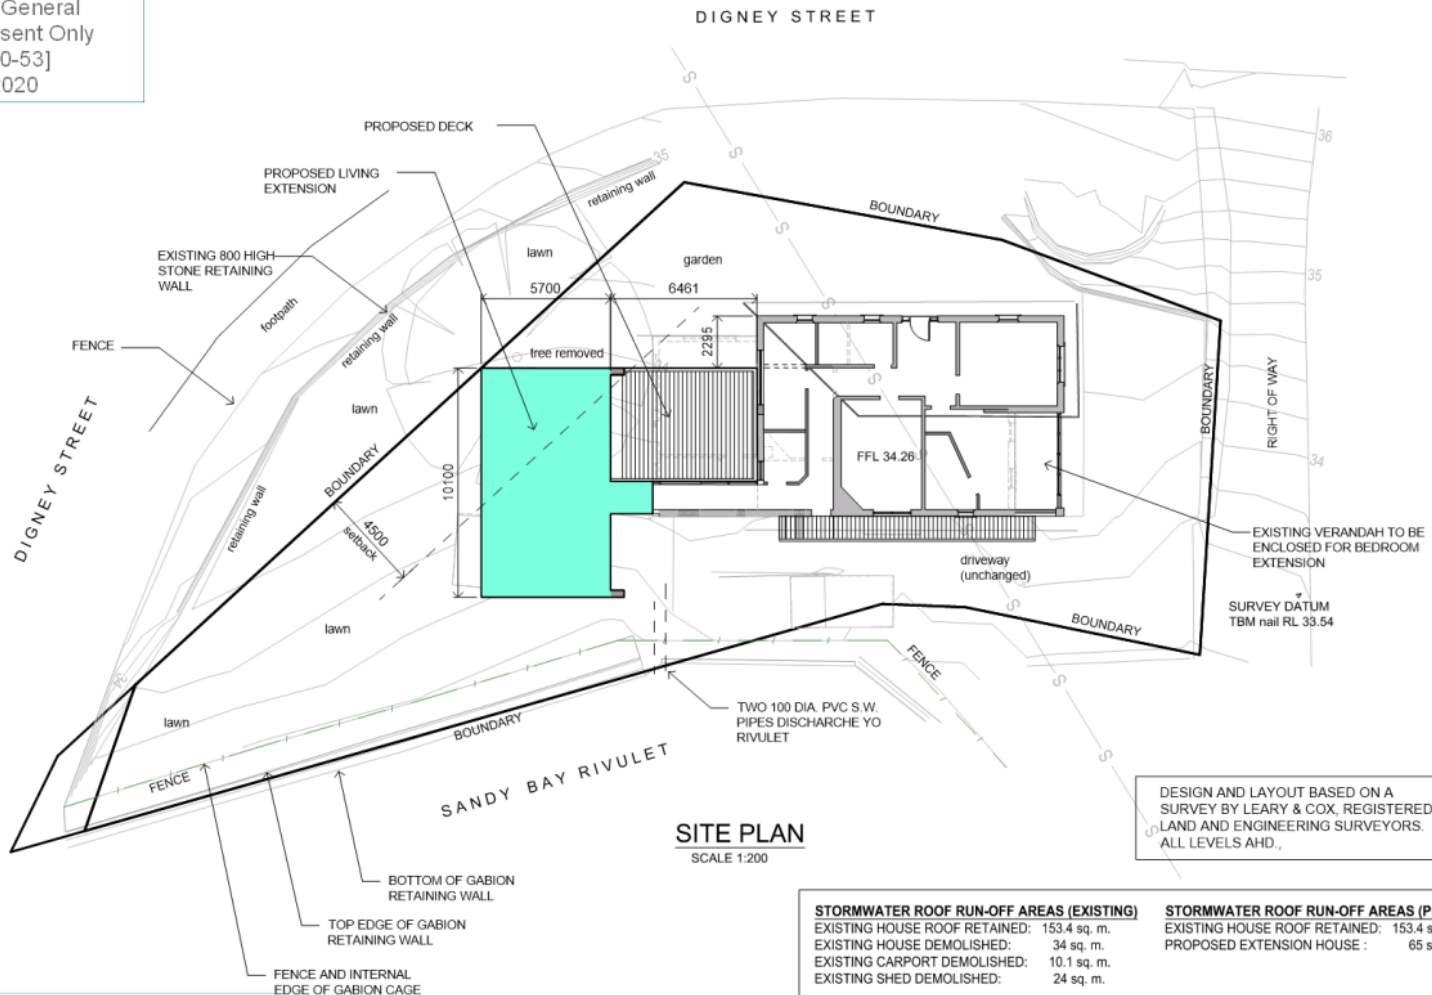 General
sent Only
0-53]
2020
DIGNEY STREET
PROPOSED DECK
PROPOSED LIVING
EXTENSION
EXISTING 800 HIGH
STONE RETAINING
WALL
FENCE
footpath
retaining wall
35
retaining wall
lawn
garden
BOUNDARY
36
35
34
5700
6461
2295
tree removed
10100
lawn
BOUNDARY
4500
setback
retaining wall
DIGNEY STREET
FFL 34.26
BOUNDARY
RIGHT OF WAY
EXISTING VERANDAH TO BE
ENCLOSED FOR BEDROOM
EXTENSION
driveway
(unchanged)
SURVEY DATUM
TBM nail RL 33.54
BOUNDARY
FENCE
lawn
34
lawn
FENCE
BOUNDARY
TWO 100 DIA. PVC S.W.
PIPES DISCHARCHE YO
RIVULET
SANDY BAY RIVULET
S
S
S
S
S
S
S
S
S
S
SITE PLAN
SCALE 1:200
BOTTOM OF GABION
RETAINING WALL
TOP EDGE OF GABION
RETAINING WALL
FENCE AND INTERNAL
EDGE OF GABION CAGE
DESIGN AND LAYOUT BASED ON A
SURVEY BY LEARY & COX, REGISTERED
LAND AND ENGINEERING SURVEYORS.
ALL LEVELS AHD.,
STORMWATER ROOF RUN-OFF AREAS (EXISTING)
EXISTING HOUSE ROOF RETAINED: 153.4 sq. m.
EXISTING HOUSE DEMOLISHED: 34 sq. m.
EXISTING CARPORT DEMOLISHED: 10.1 sq. m.
EXISTING SHED DEMOLISHED: 24 sq. m.
STORMWATER ROOF RUN-OFF AREAS (P
EXISTING HOUSE ROOF RETAINED: 153.4 s
PROPOSED EXTENSION HOUSE : 65 s